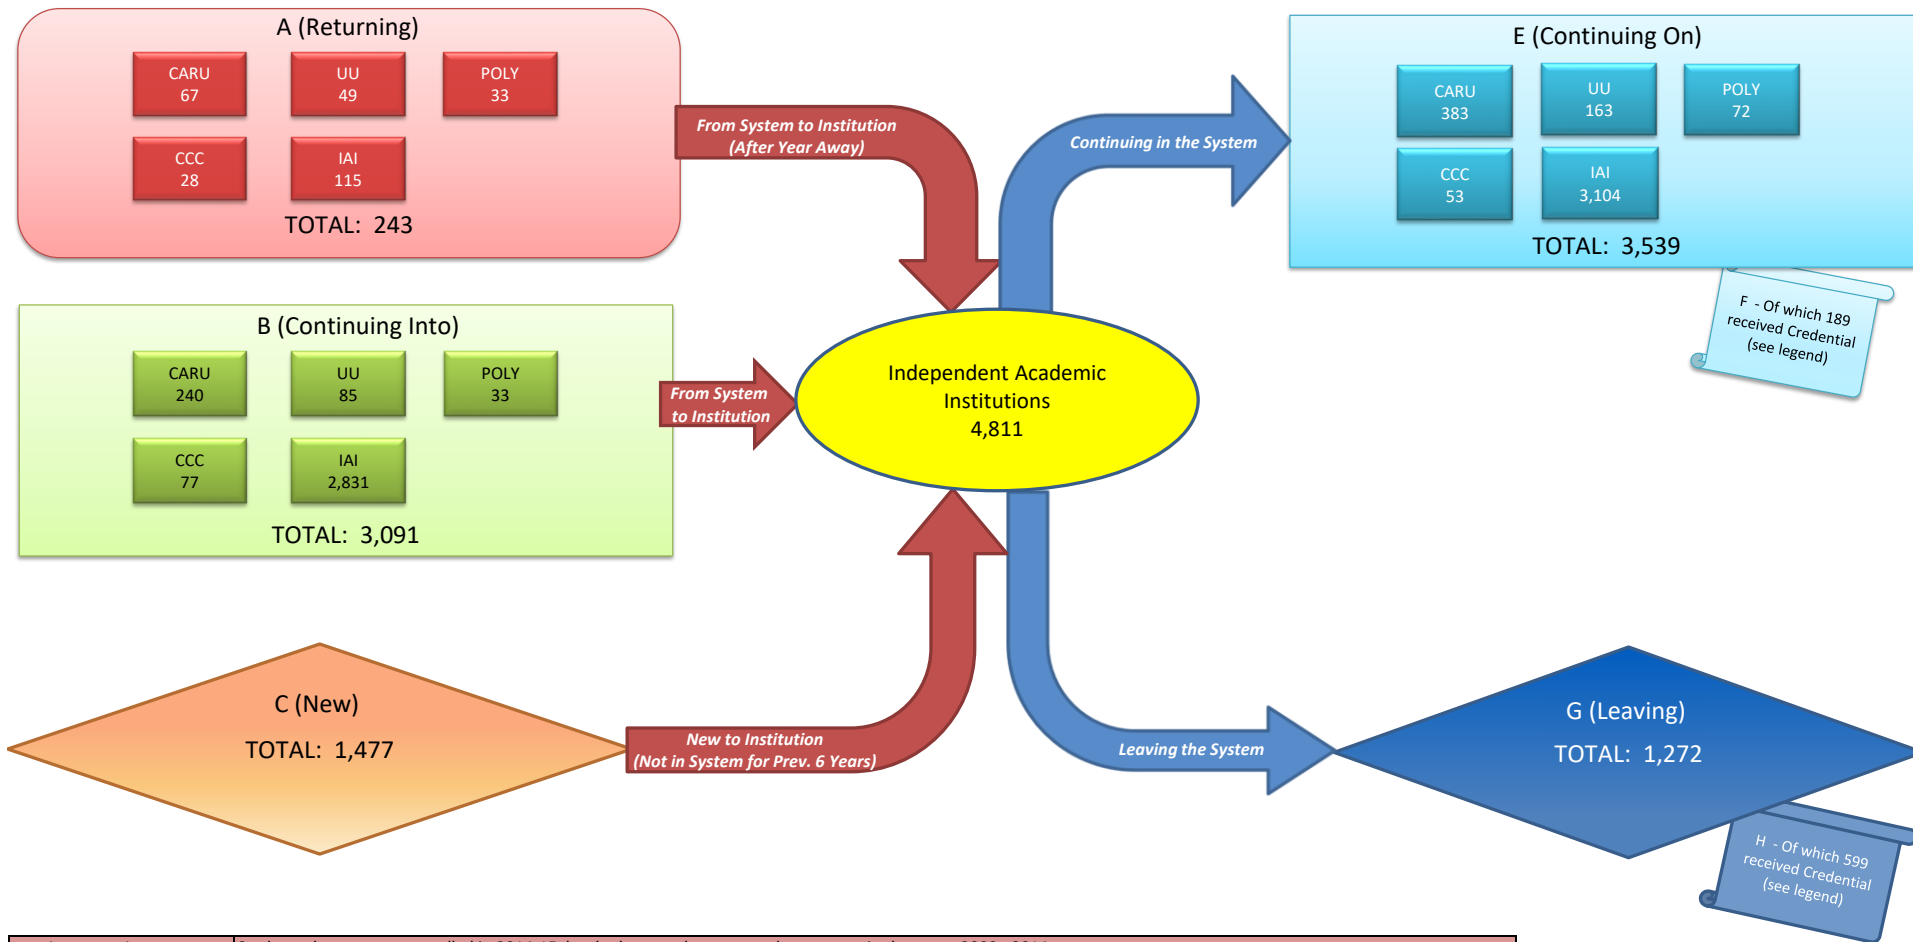 A (Returning)
CARU
67
UU
49
POLY
33
CCC
28
IAI
115
TOTAL: 243
From System to Institution
(After Year Away)
B (Continuing Into)
CARU
240
UU
85
POLY
33
CCC
77
IAI
2,831
TOTAL: 3,091
From System
to Institution
C (New)
TOTAL: 1,477
New to Institution
(Not in System for Prev. 6 Years)
Independent Academic
Institutions
4,811
Continuing in the System
E (Continuing On)
CARU
383
UU
163
POLY
72
CCC
53
IAI
3,104
TOTAL: 3,539
F - Of which 189
received Credential
(see legend)
Leaving the System
G (Leaving)
TOTAL: 1,272
H - Of which 599
received Credential
(see legend)